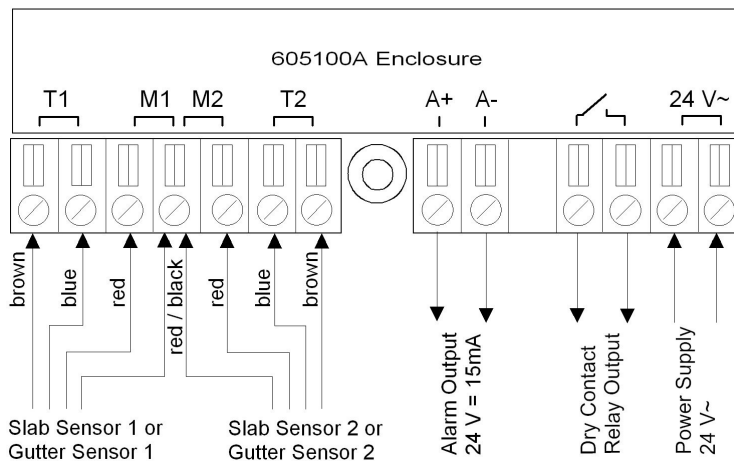 605100A Enclosure
T1 M1 M2 T2 A+ A- 24 V~
brown
blue
red
red / black
red
blue
brown
Slab Sensor 1 or
Gutter Sensor 1
Slab Sensor 2 or
Gutter Sensor 2
Alarm Output
24 V = 15mA
Dry Contact
Relay Output
Power Supply
24 V~